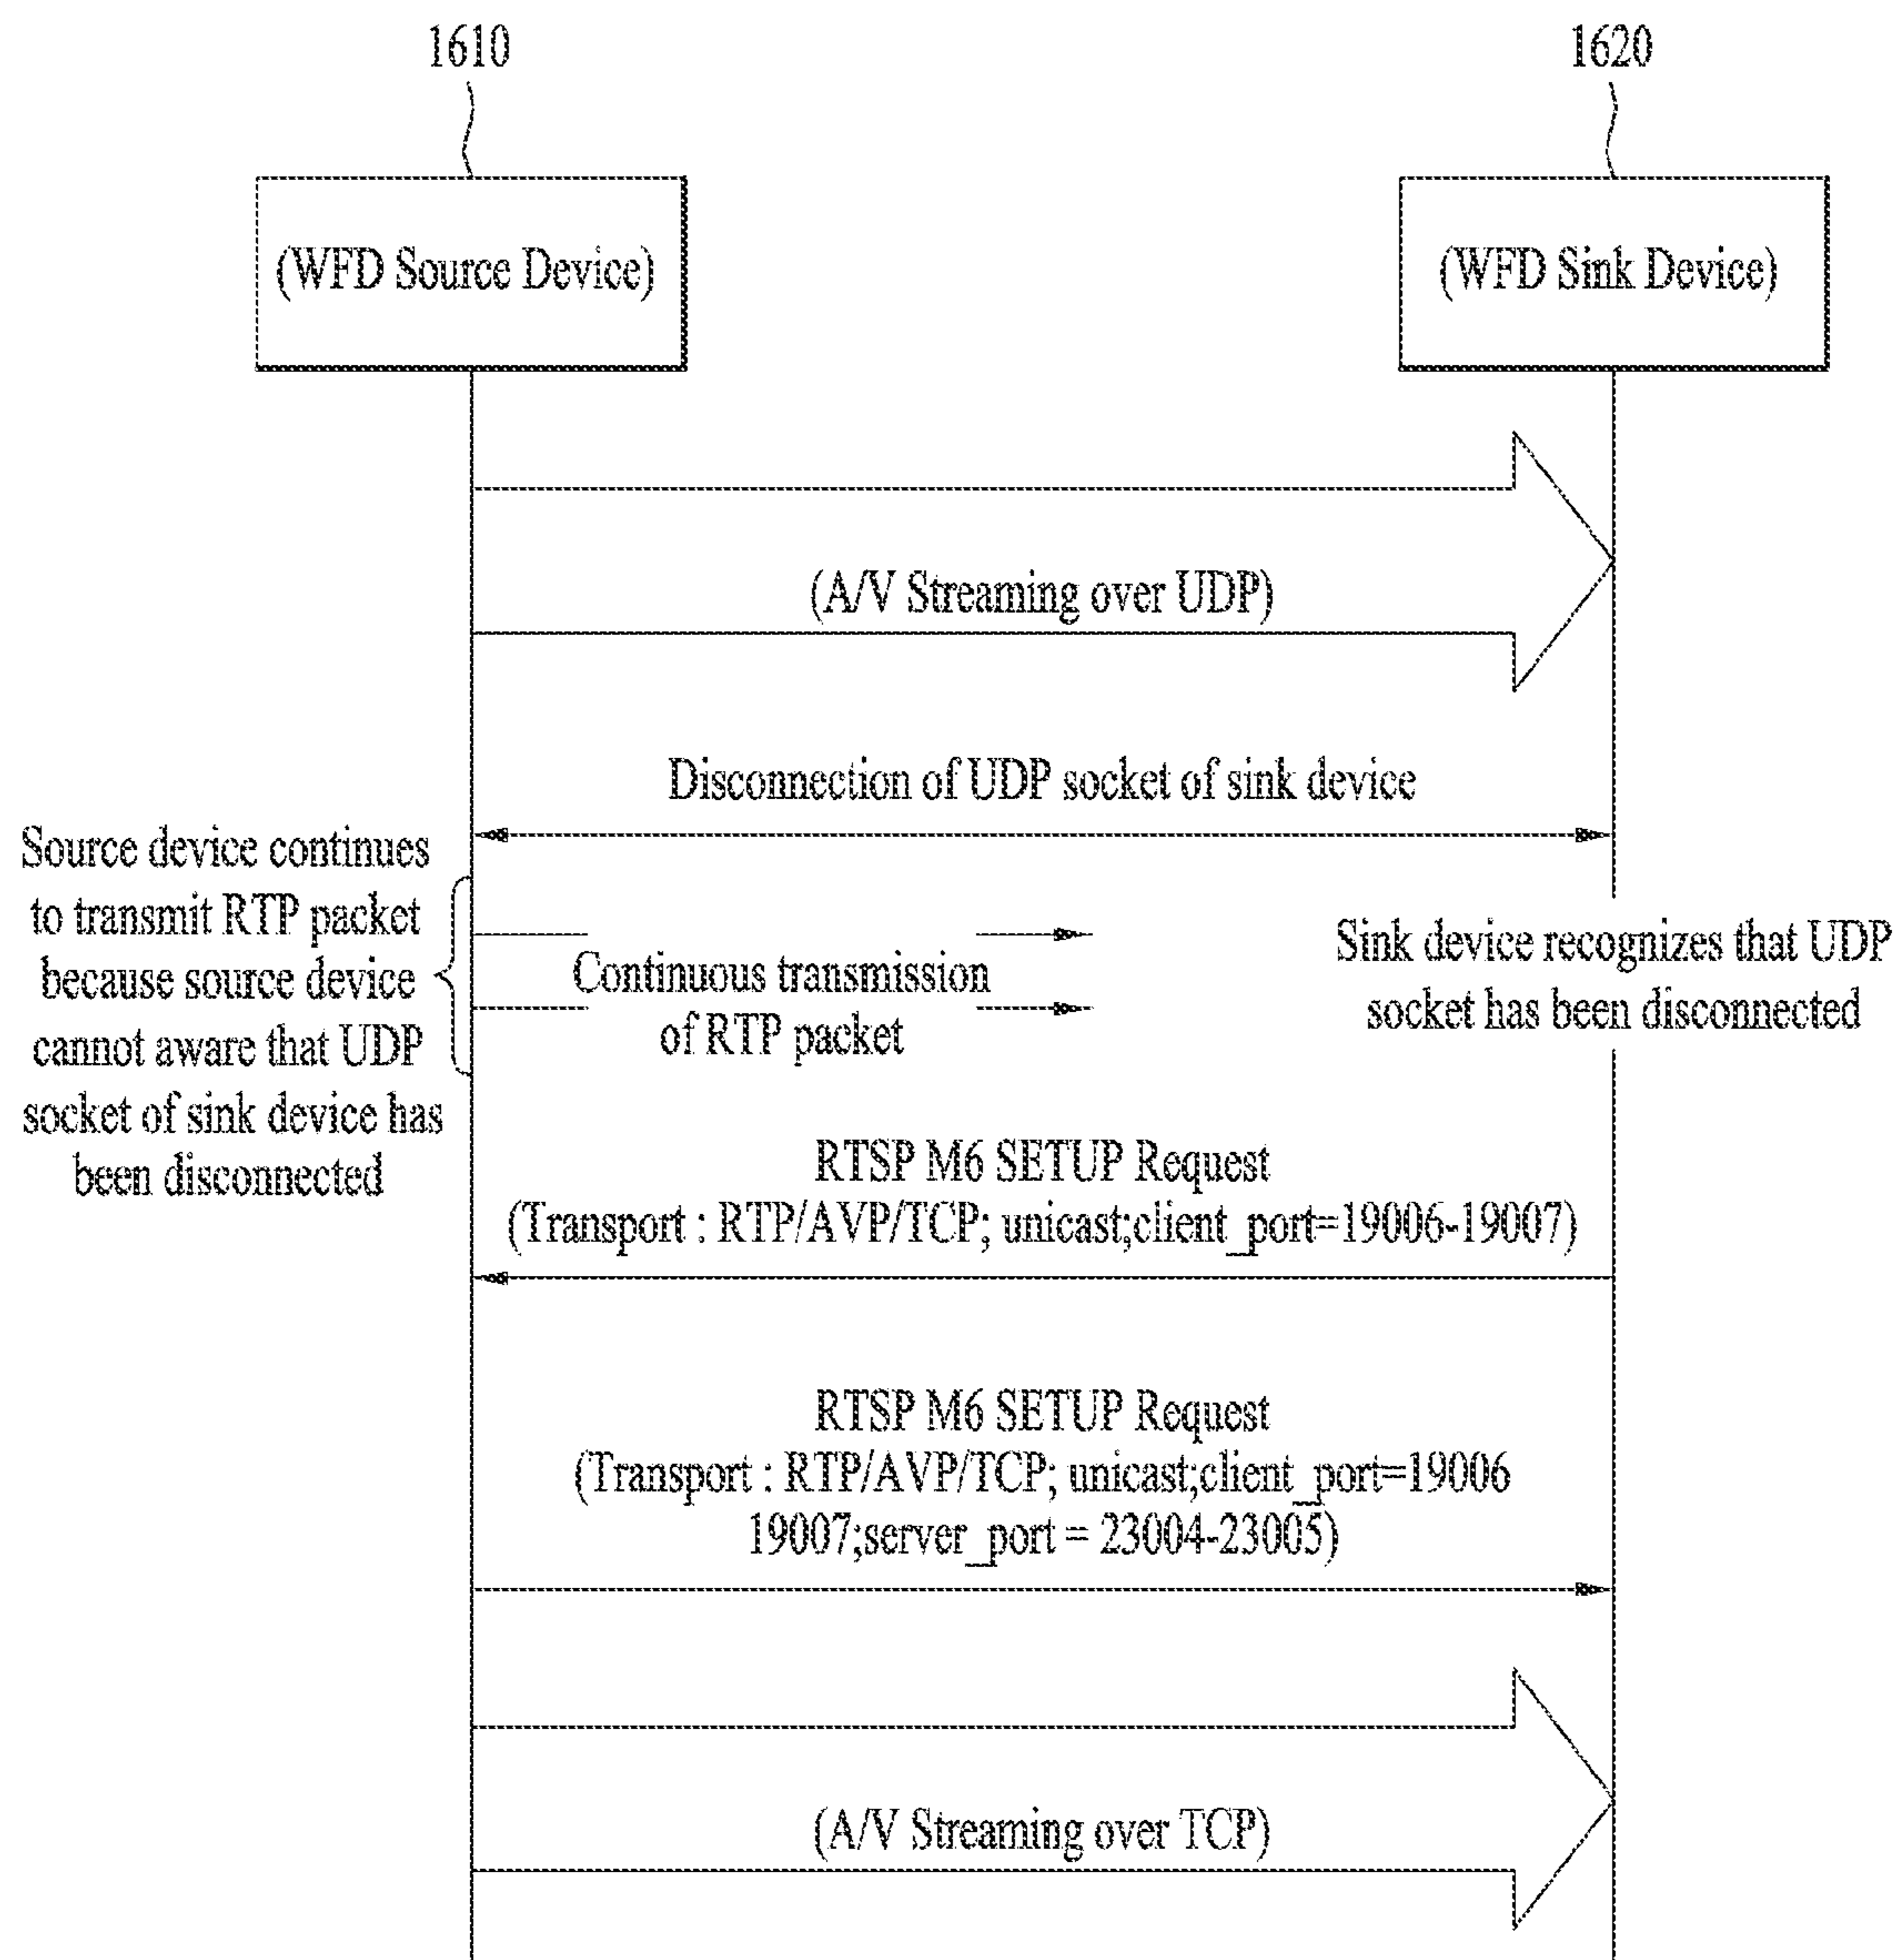 1610
1620
(WFD Source Device)
(WFD Sink Device)
(A/V Streaming over UDP)
Disconnection of UDP socket of sink device
Source device continues
to transmit RTP packet
because source device
cannot aware that UDP
socket of sink device has
been disconnected
Continuous transmission
of RTP packet
Sink device recognizes that UDP
socket has been disconnected
RTSP M6 SETUP Request
(Transport : RTP/AVP/TCP; unicast;client_port=19006-19007)
RTSP M6 SETUP Request
(Transport : RTP/AVP/TCP; unicast;client_port=19006
19007;server_port = 23004-23005)
(A/V Streaming over TCP)